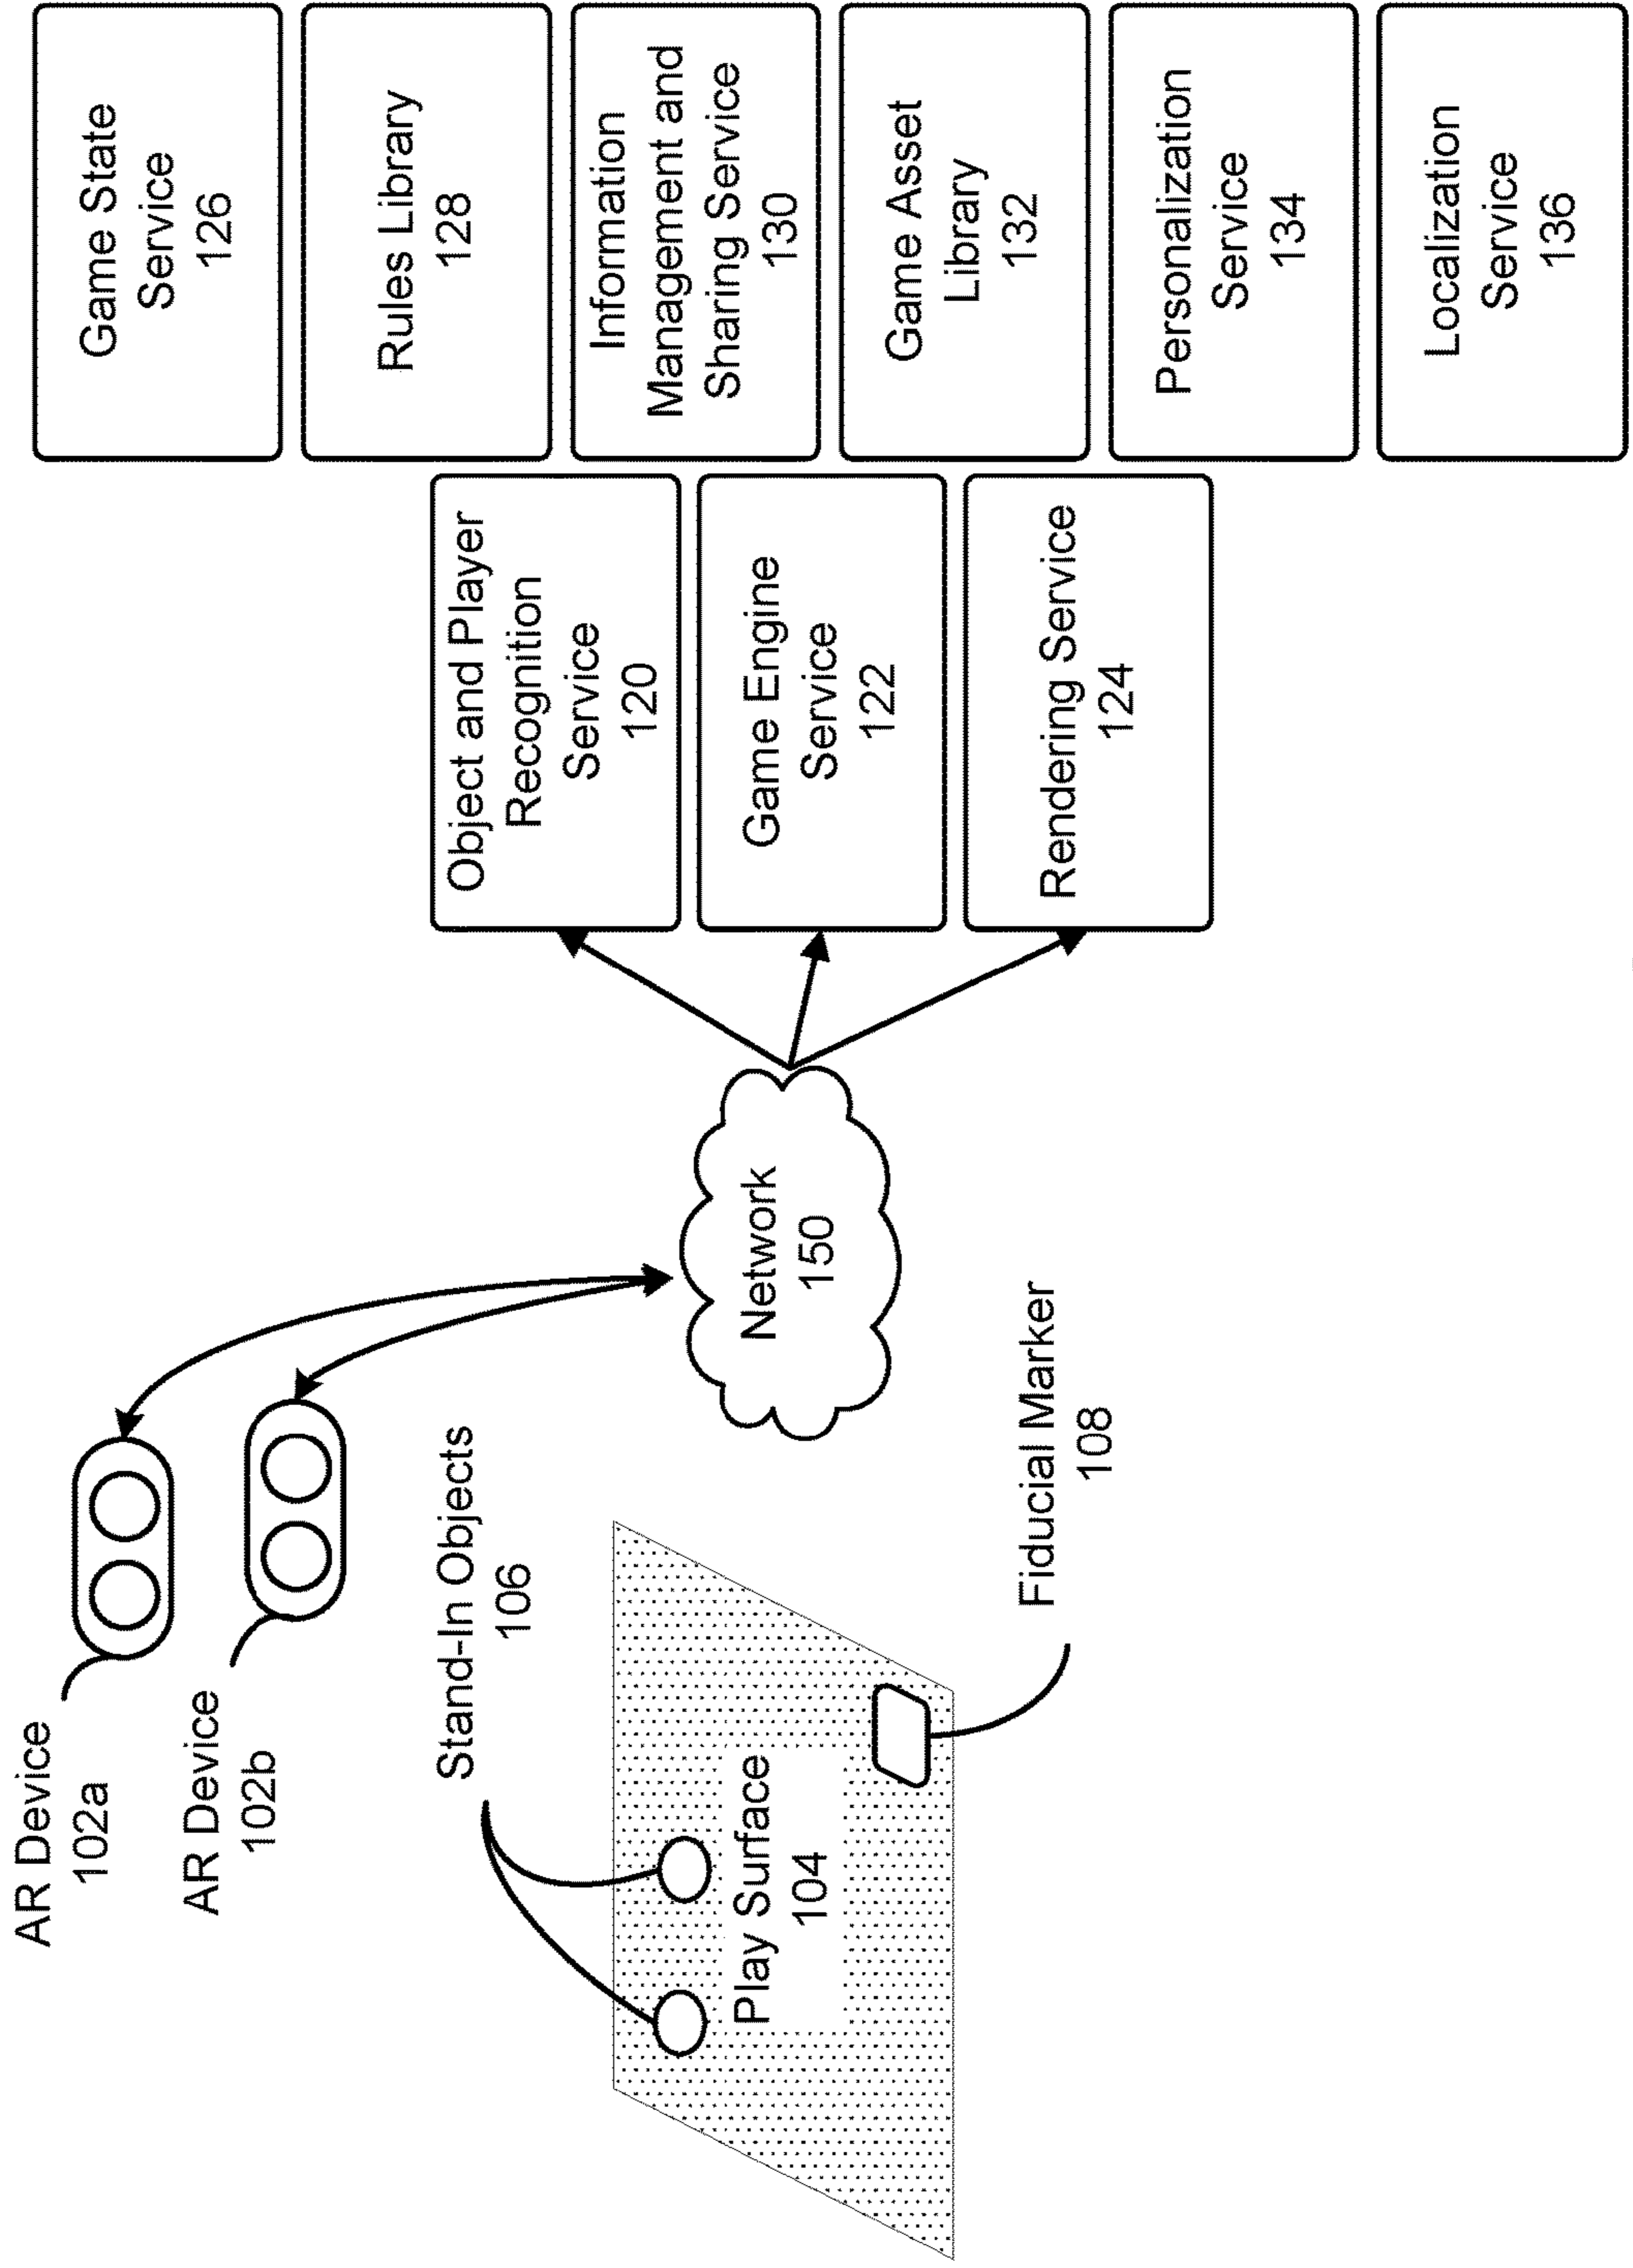 AR Device
102a
AR Device
102b
Stand-In Objects
106
Play Surface
104
Fiducial Marker
108
Network
150
Object and Player
Recognition
Service
120
Game Engine
Service
122
Rendering Service
124
Game State
Service
126
Rules Library
128
Information
Management and
Sharing Service
130
Game Asset
Library
132
Personalization
Service
134
Localization
Service
136